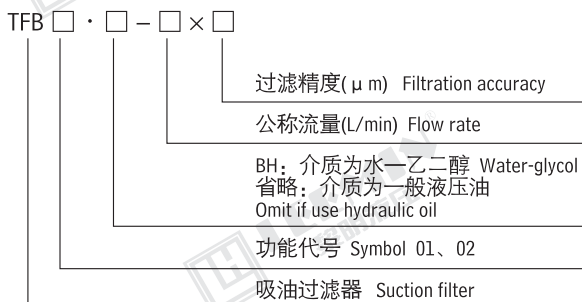 TFB □ · □ - □ × □
过滤精度( μ m) Filtration accuracy
公称流量(L/min) Flow rate
BH: 介质为水一乙二醇 Water-glycol
省略: 介质为一般液压油
Omit if use hydraulic oil
功能代号 Symbol 01、02
吸油过滤器 Suction filter